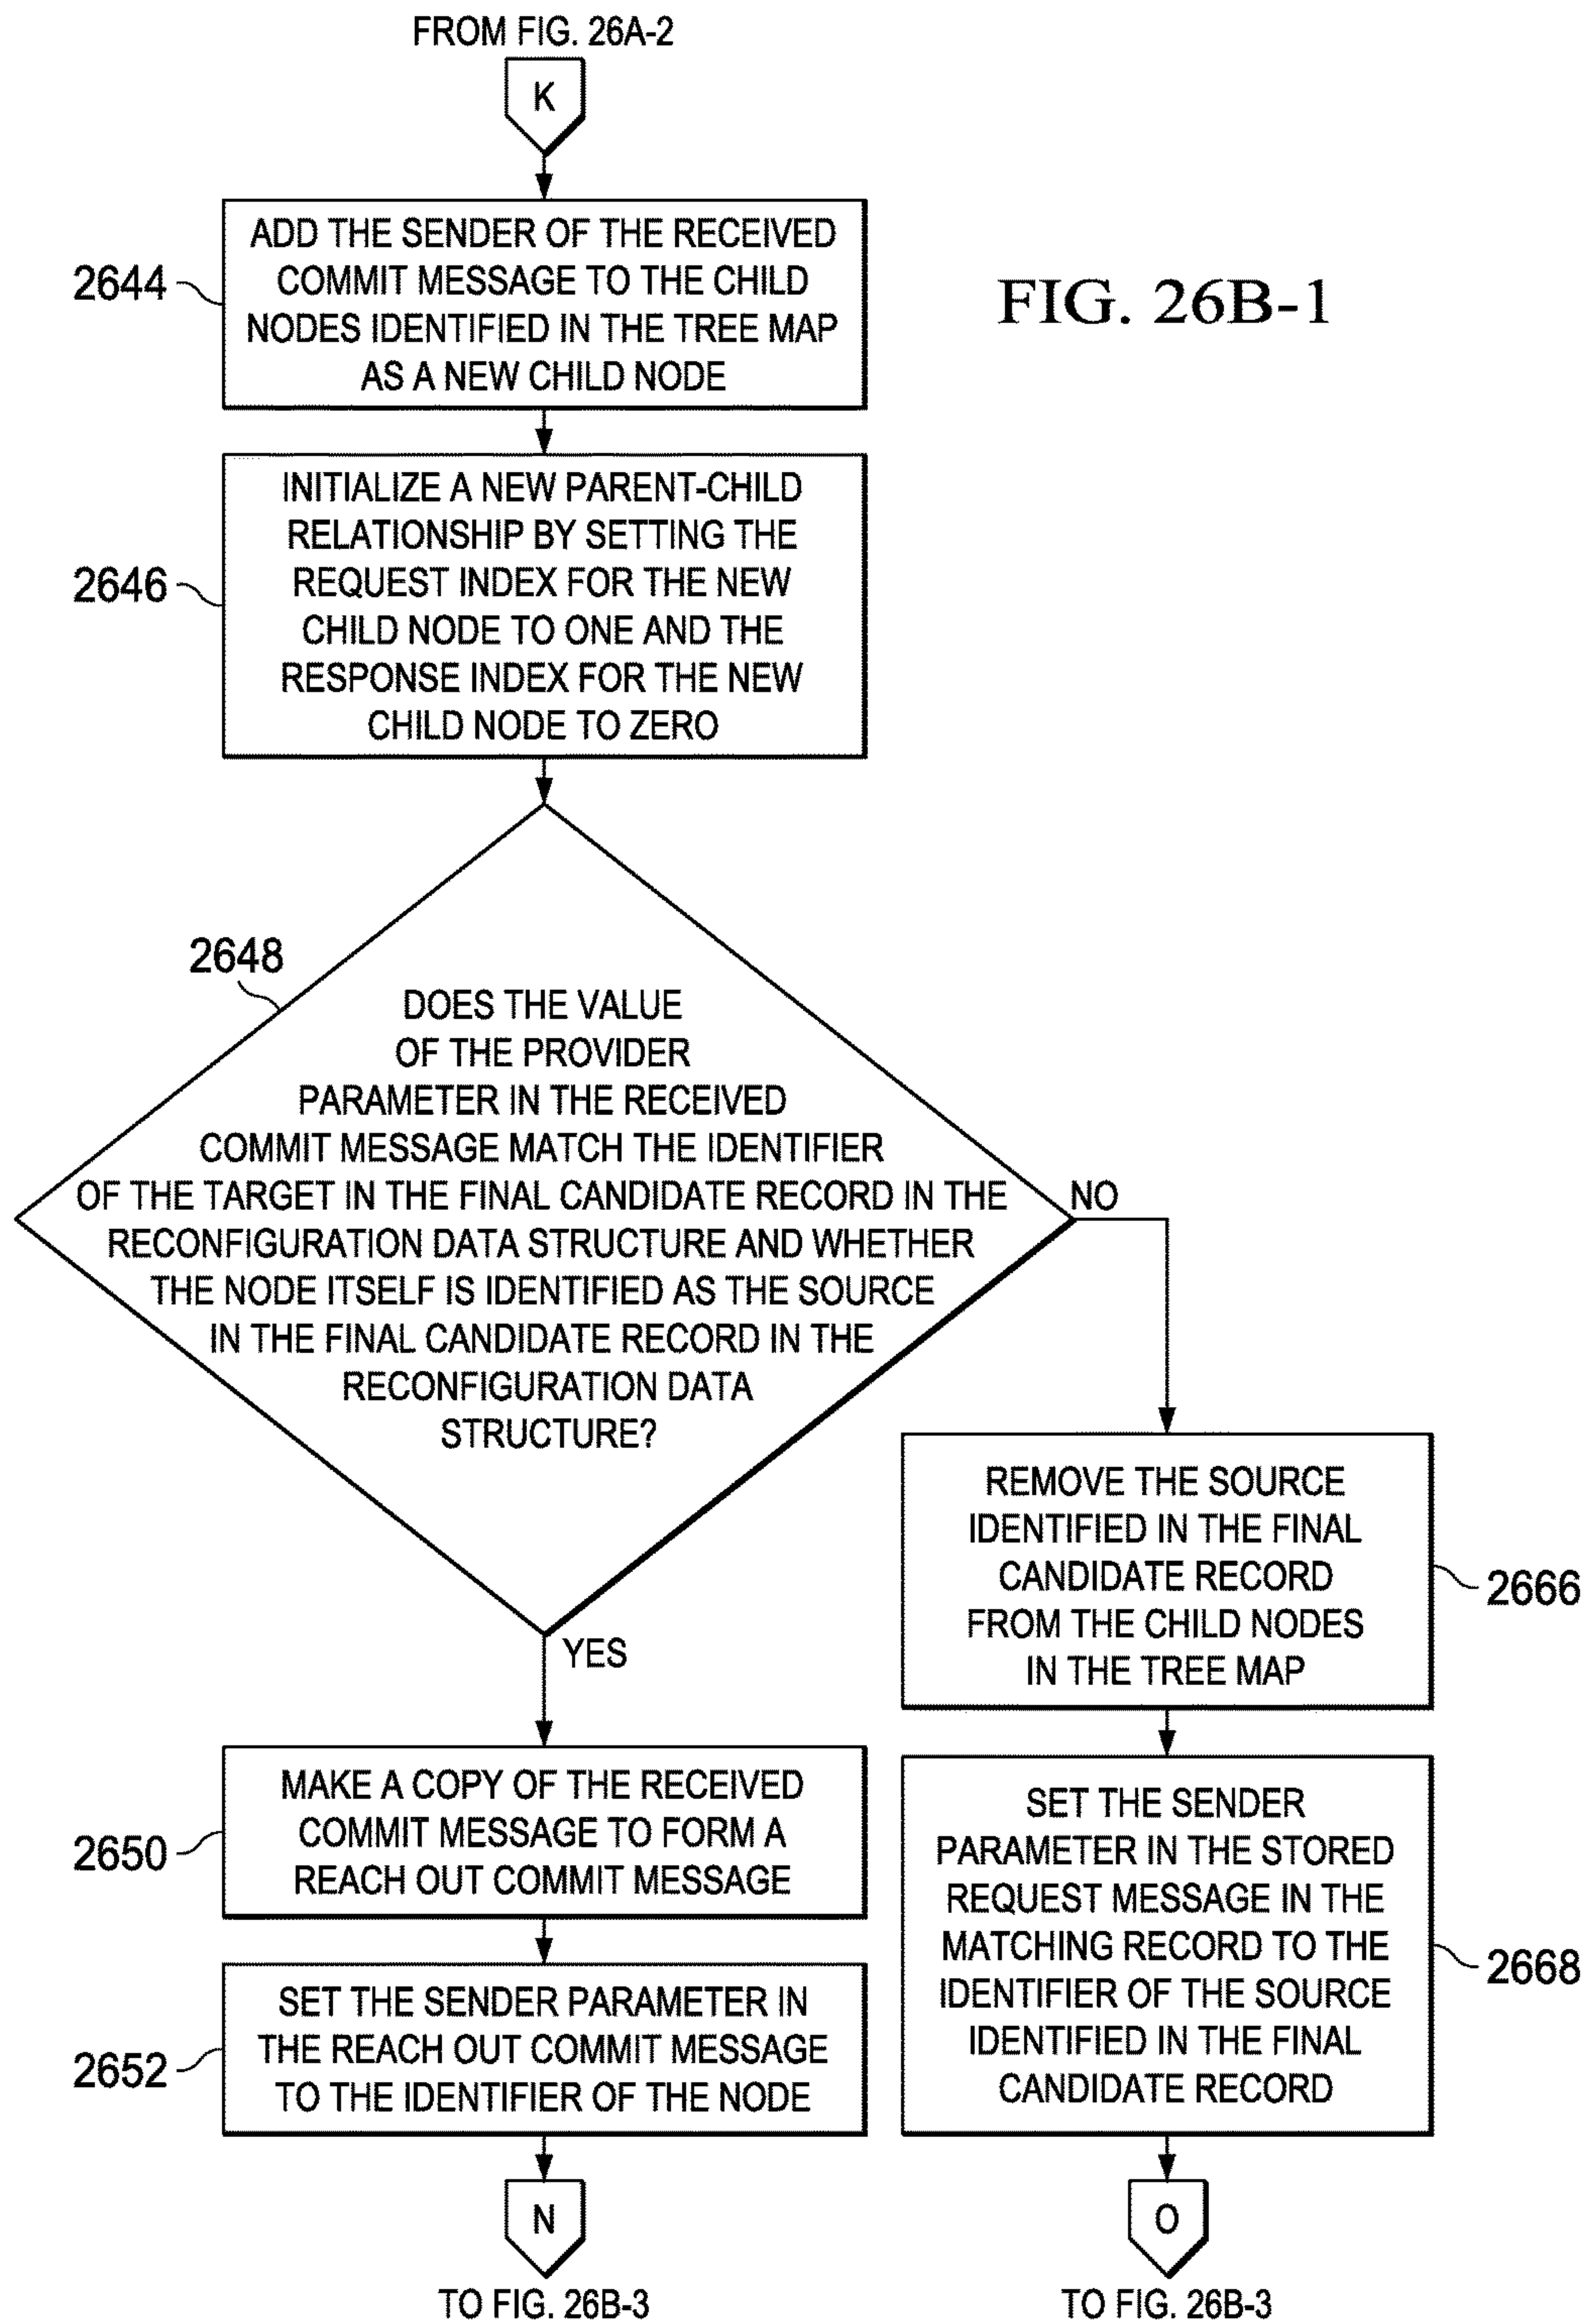 FROM FIG. 26A-2
K
ADD THE SENDER OF THE RECEIVED
COMMIT MESSAGE TO THE CHILD
NODES IDENTIFIED IN THE TREE MAP
AS A NEW CHILD NODE
2644
FIG. 26B-1
INITIALIZE A NEW PARENT-CHILD
RELATIONSHIP BY SETTING THE
REQUEST INDEX FOR THE NEW
CHILD NODE TO ONE AND THE
RESPONSE INDEX FOR THE NEW
CHILD NODE TO ZERO
2646
2648
DOES THE VALUE
OF THE PROVIDER
PARAMETER IN THE RECEIVED
COMMIT MESSAGE MATCH THE IDENTIFIER
OF THE TARGET IN THE FINAL CANDIDATE RECORD IN THE
RECONFIGURATION DATA STRUCTURE AND WHETHER
THE NODE ITSELF IS IDENTIFIED AS THE SOURCE
IN THE FINAL CANDIDATE RECORD IN THE
RECONFIGURATION DATA
STRUCTURE?
NO
YES
REMOVE THE SOURCE
IDENTIFIED IN THE FINAL
CANDIDATE RECORD
FROM THE CHILD NODES
IN THE TREE MAP
2666
MAKE A COPY OF THE RECEIVED
COMMIT MESSAGE TO FORM A
REACH OUT COMMIT MESSAGE
2650
SET THE SENDER
PARAMETER IN THE STORED
REQUEST MESSAGE IN THE
MATCHING RECORD TO THE
IDENTIFIER OF THE SOURCE
IDENTIFIED IN THE FINAL
CANDIDATE RECORD
2668
SET THE SENDER PARAMETER IN
THE REACH OUT COMMIT MESSAGE
TO THE IDENTIFIER OF THE NODE
2652
N
TO FIG. 26B-3
O
TO FIG. 26B-3